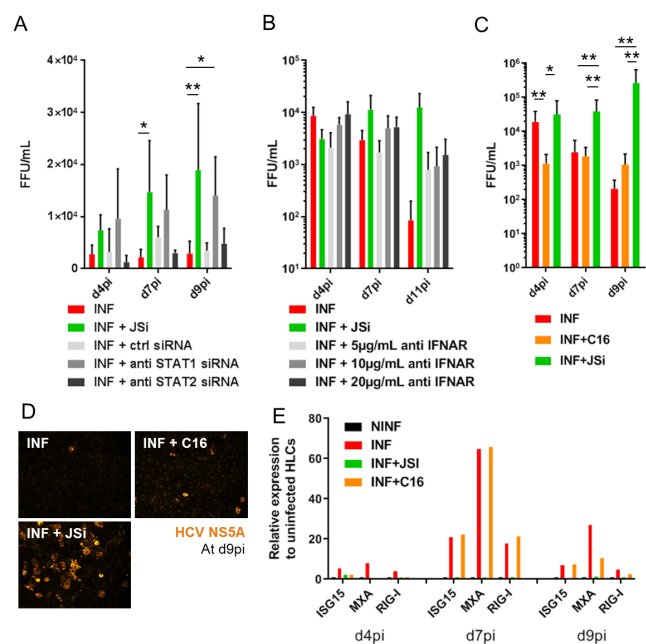 A
FFU/mL
4×10⁴
3×10⁴
2×10⁴
1×10⁴
0
*
**
*
d4pi
d7pi
d9pi
INF
INF + JSi
INF + ctrl siRNA
INF + anti STAT1 siRNA
INF + anti STAT2 siRNA
B
FFU/mL
10⁵
10⁴
10³
10²
10¹
d4pi
d7pi
d11pi
INF
INF + JSi
INF + 5µg/mL anti IFNAR
INF + 10µg/mL anti IFNAR
INF + 20µg/mL anti IFNAR
C
FFU/mL
10⁶
10⁵
10⁴
10³
10²
10¹
10⁰
**
*
**
**
**
**
d4pi
d7pi
d9pi
INF
INF+C16
INF+JSi
D
INF
INF + C16
INF + JSi
HCV NS5A
At d9pi
E
Relative expression
to uninfected HLCs
80
60
40
20
0
NINF
INF
INF+JSI
INF+C16
ISG15 MXA RIG-I
ISG15 MXA RIG-I
ISG15 MXA RIG-I
d4pi
d7pi
d9pi